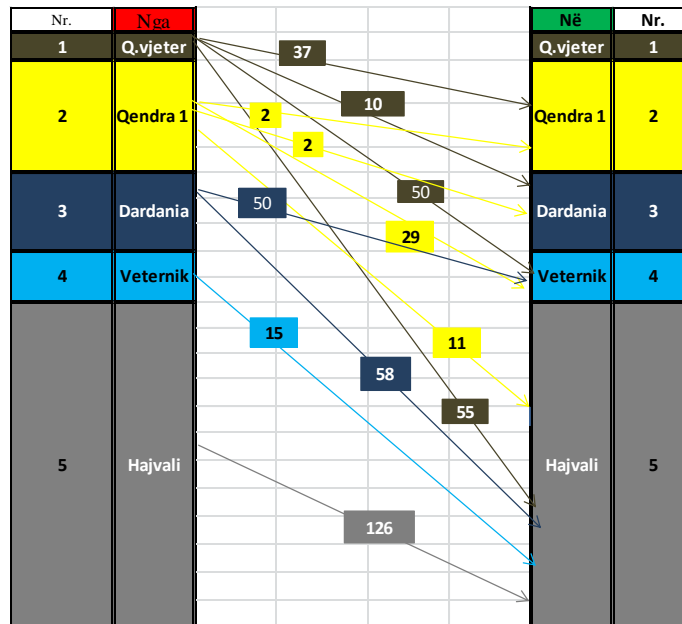 Nr. Nga Në Nr.
1 Q.vjeter 37 Q.vjeter 1
10
2 Qendra 1 2 Qendra 1 2
2
50
3 Dardania 50 Dardania 3
29
4 Veternik Veternik 4
15 11
58
55
5 Hajvali Hajvali 5
126